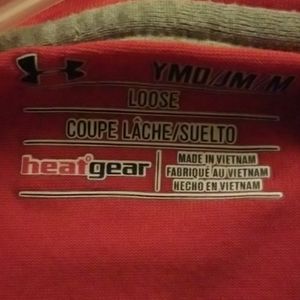 YMD/JM/M
LOOSE
COUPE LÂCHE/SUELTO
heatgear
MADE IN VIETNAM
FABRIQUÉ AU VIETNAM
HECHO EN VIETNAM